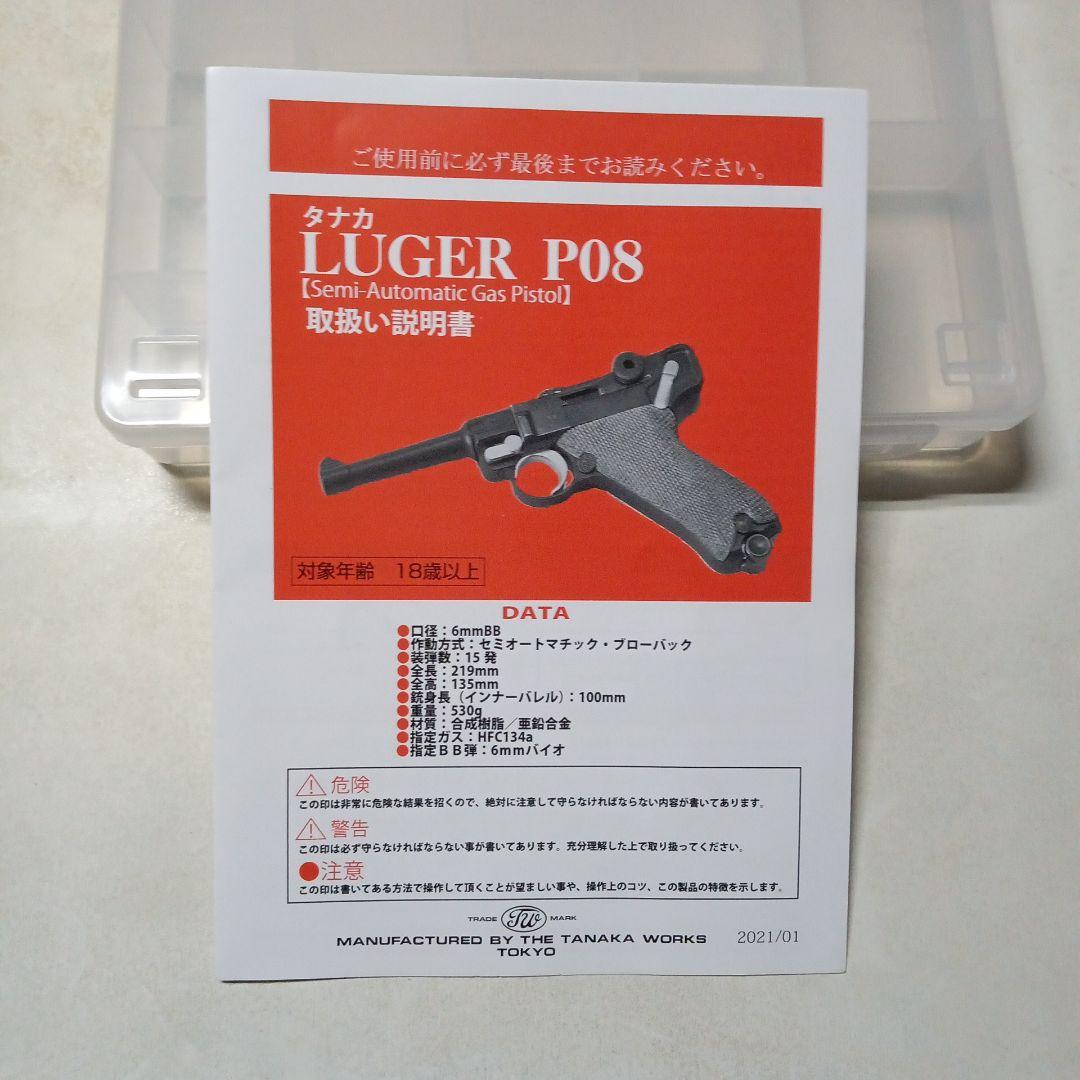 ご使用前に必ず最後までお読みください。
タナカ
LUGER P08
【Semi-Automatic Gas Pistol】
取扱い説明書
対象年齢　18歳以上
DATA
●口径：6mmBB
●作動方式：セミオートマチック・ブローバック
●装弾数：15発
●全長：219mm
●全高：135mm
●銃身長（インナーバレル）：100mm
●重量：530g
●材質：合成樹脂／亜鉛合金
●指定ガス：HFC134a
●指定ＢＢ弾：6mmバイオ
危険
この印は非常に危険な結果を招くので、絶対に注意して守らなければならない内容が書いてあります。
警告
この印は必ず守らなければならない事が書いてあります。充分理解した上で取り扱ってください。
●注意
この印は書いてある方法で操作して頂くことが望ましい事や、操作上のコツ、この製品の特徴を示します。
TRADE TW MARK
MANUFACTURED BY THE TANAKA WORKS
TOKYO
2021/01